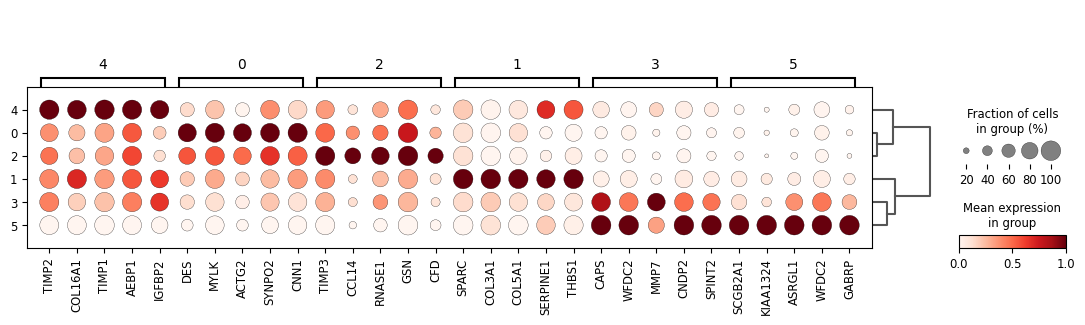 4 0 2 1 3 5
4
0
2
1
3
5
TIMP2 COL16A1 TIMP1 AEBP1 IGFBP2 DES MYLK ACTG2 SYNPO2 CNN1 TIMP3 CCL14 RNASE1 GSN CFD SPARC COL3A1 COL5A1 SERPINE1 THBS1 CAPS WFDC2 MMP7 CNDP2 SPINT2 SCGB2A1 KIAA1324 ASRGL1 WFDC2 GABRP
Fraction of cells
in group (%)
20 40 60 80 100
Mean expression
in group
0.0 0.5 1.0